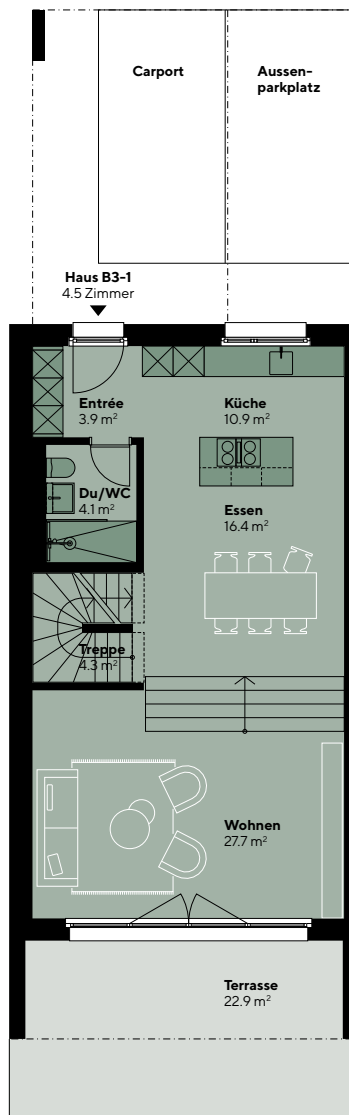 Carport
Aussen-
parkplatz
Haus B3-1
4.5 Zimmer
Entrée
3.9 m²
Küche
10.9 m²
Du/WC
4.1 m²
Essen
16.4 m²
Treppe
4.3 m²
Wohnen
27.7 m²
Terrasse
22.9 m²